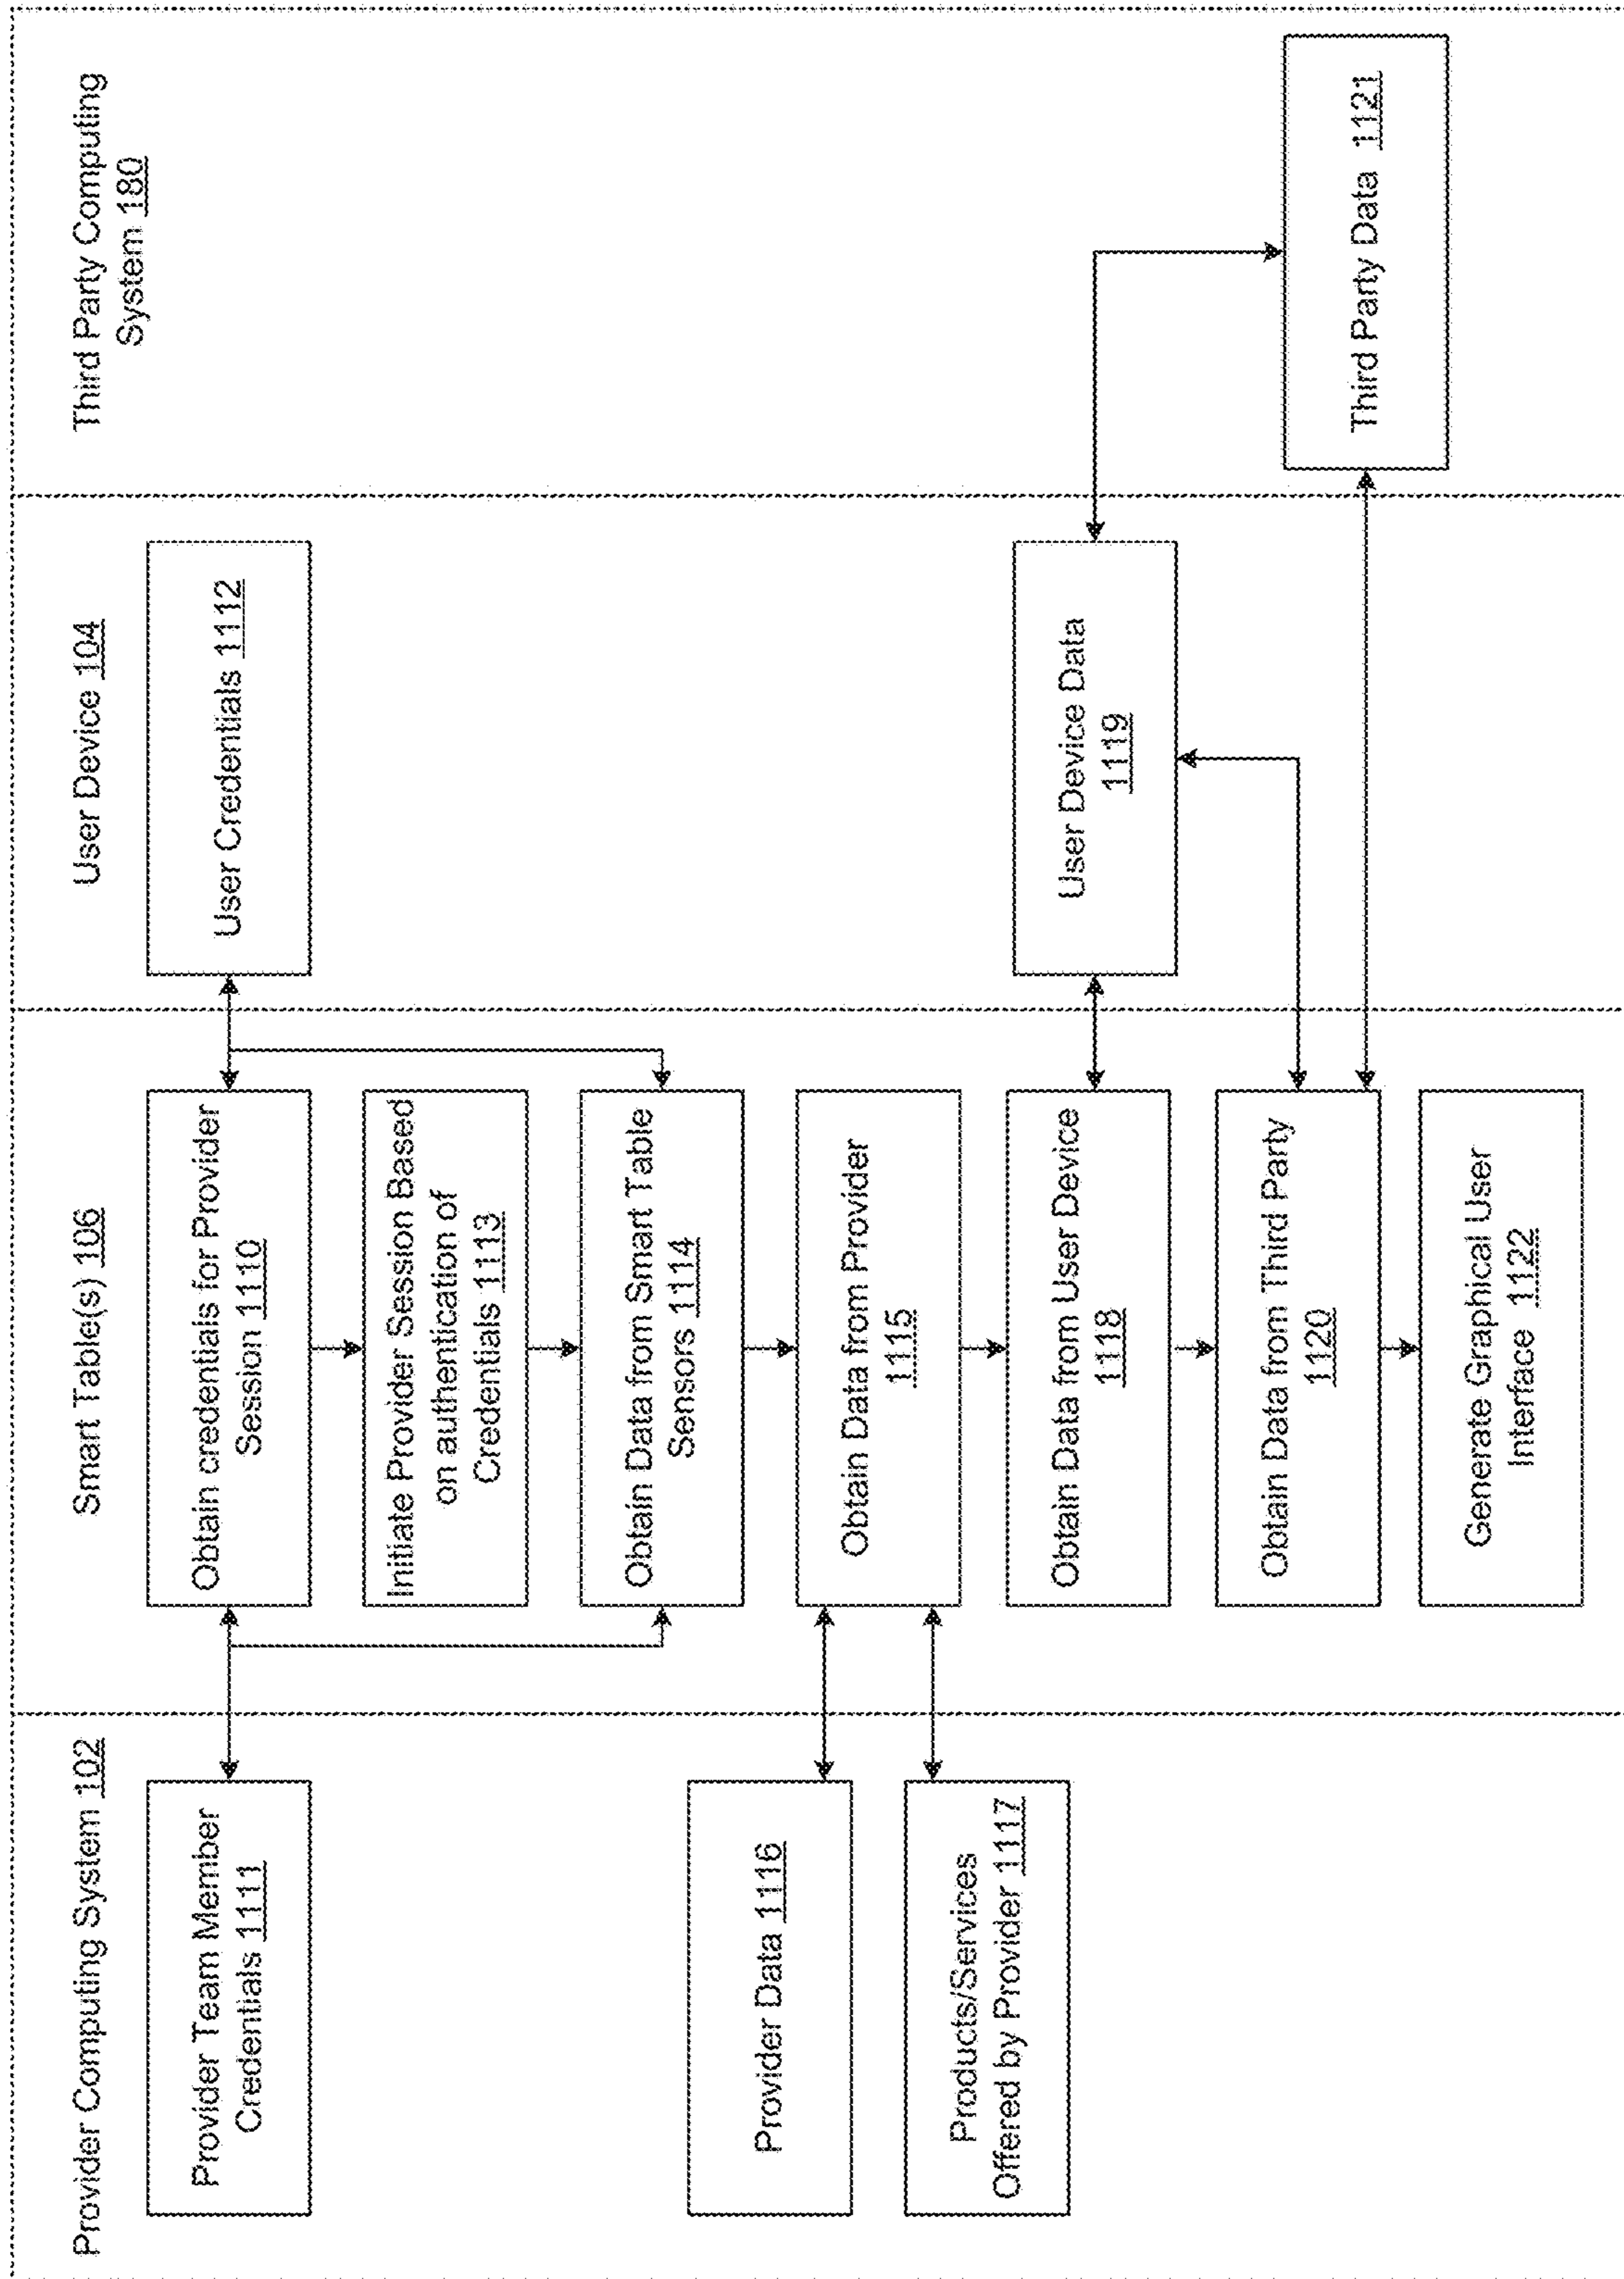 Provider Computing System 102
Smart Table(s) 106
User Device 104
Third Party Computing
System 180
Provider Team Member
Credentials 1111
Obtain credentials for Provider
Session 1110
User Credentials 1112
Initiate Provider Session Based
on authentication of
Credentials 1113
Obtain Data from Smart Table
Sensors 1114
Provider Data 1116
Obtain Data from Provider
1115
Products/Services
Offered by Provider 1117
Obtain Data from User Device
1118
User Device Data
1119
Obtain Data from Third Party
1120
Third Party Data 1121
Generate Graphical User
Interface 1122